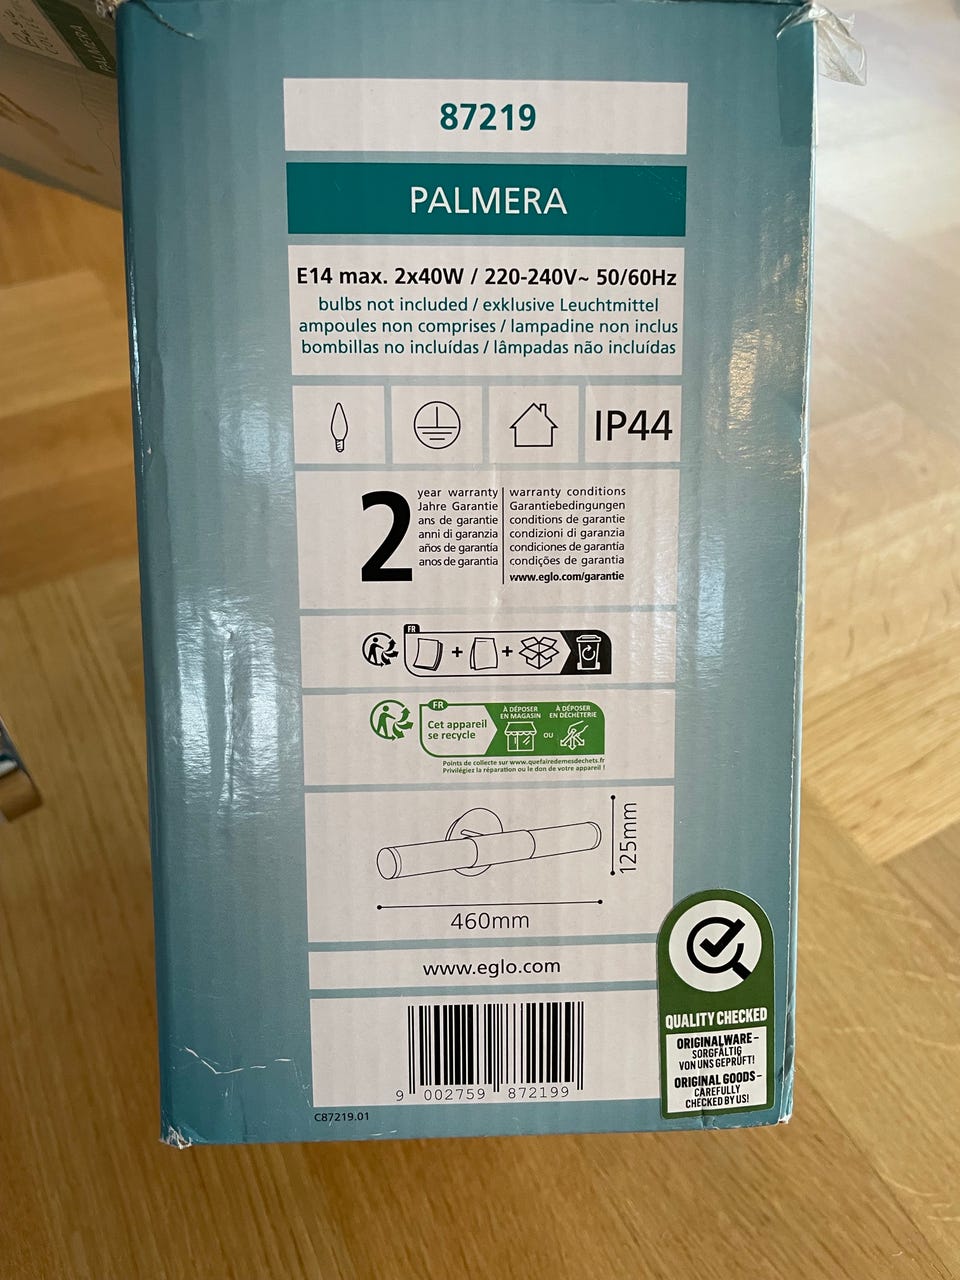 PALMERA
87219
PALMERA
E14 max. 2x40W / 220-240V~ 50/60Hz
bulbs not included / exklusive Leuchtmittel
ampoules non comprises / lampadine non inclus
bombillas no incluídas / lâmpadas não incluídas
IP44
2
year warranty
Jahre Garantie
ans de garantie
anni di garanzia
años de garantía
anos de garantia
warranty conditions
Garantiebedingungen
conditions de garantie
condizioni di garanzia
condiciones de garantía
condições de garantia
www.eglo.com/garantie
FR
FR
Cet appareil
se recycle
À DÉPOSER
EN MAGASIN
OU
À DÉPOSER
EN DÉCHÈTERIE
Points de collecte sur www.quefairedemesdechets.fr
Privilégiez la réparation ou le don de votre appareil !
125mm
460mm
www.eglo.com
9 002759 872199
C87219.01
QUALITY CHECKED
ORIGINALWARE –
SORGFÄLTIG
VON UNS GEPRÜFT!
ORIGINAL GOODS –
CAREFULLY
CHECKED BY US!